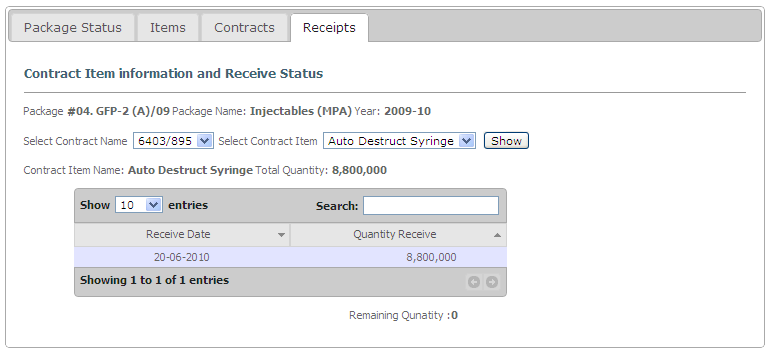 Package Status Items Contracts Receipts
Contract Item information and Receive Status
Package #04. GFP-2 (A)/09 Package Name: Injectables (MPA) Year: 2009-10
Select Contract Name 6403/895 Select Contract Item Auto Destruct Syringe Show
Contract Item Name: Auto Destruct Syringe Total Quantity: 8,800,000
Show 10 entries Search:
Receive Date Quantity Receive
20-06-2010 8,800,000
Showing 1 to 1 of 1 entries
Remaining Qunatity :0